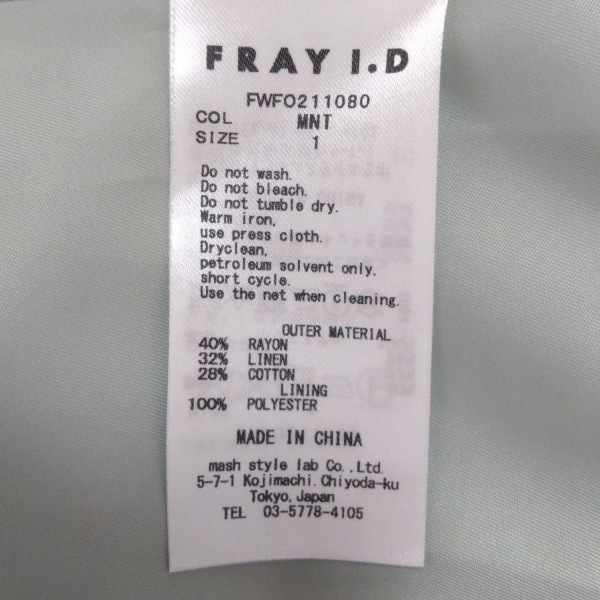 FRAY I.D
FWFO211080
COL MNT
SIZE 1
Do not wash.
Do not bleach.
Do not tumble dry.
Warm iron,
use press cloth.
Dryclean,
petroleum solvent only.
short cycle.
Use the net when cleaning.
OUTER MATERIAL
40% RAYON
32% LINEN
28% COTTON
LINING
100% POLYESTER
MADE IN CHINA
mash style lab Co.,Ltd.
5-7-1 Kojimachi.Chiyoda-ku
Tokyo,Japan
TEL 03-5778-4105